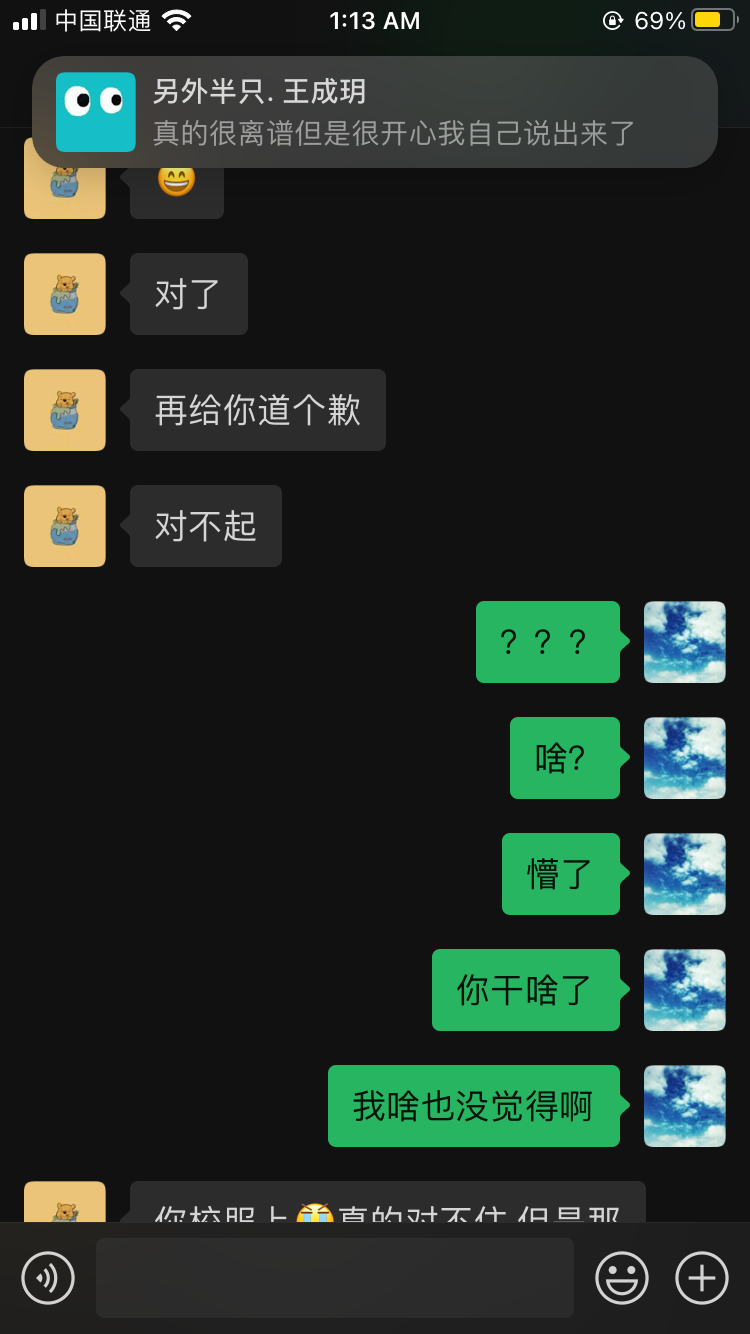 中国联通
1:13 AM
69%
另外半只. 王成玥
真的很离谱但是很开心我自己说出来了
对了
再给你道个歉
对不起
？？？
啥?
懵了
你干啥了
我啥也没觉得啊
你校服上😭真的对不住 但是那